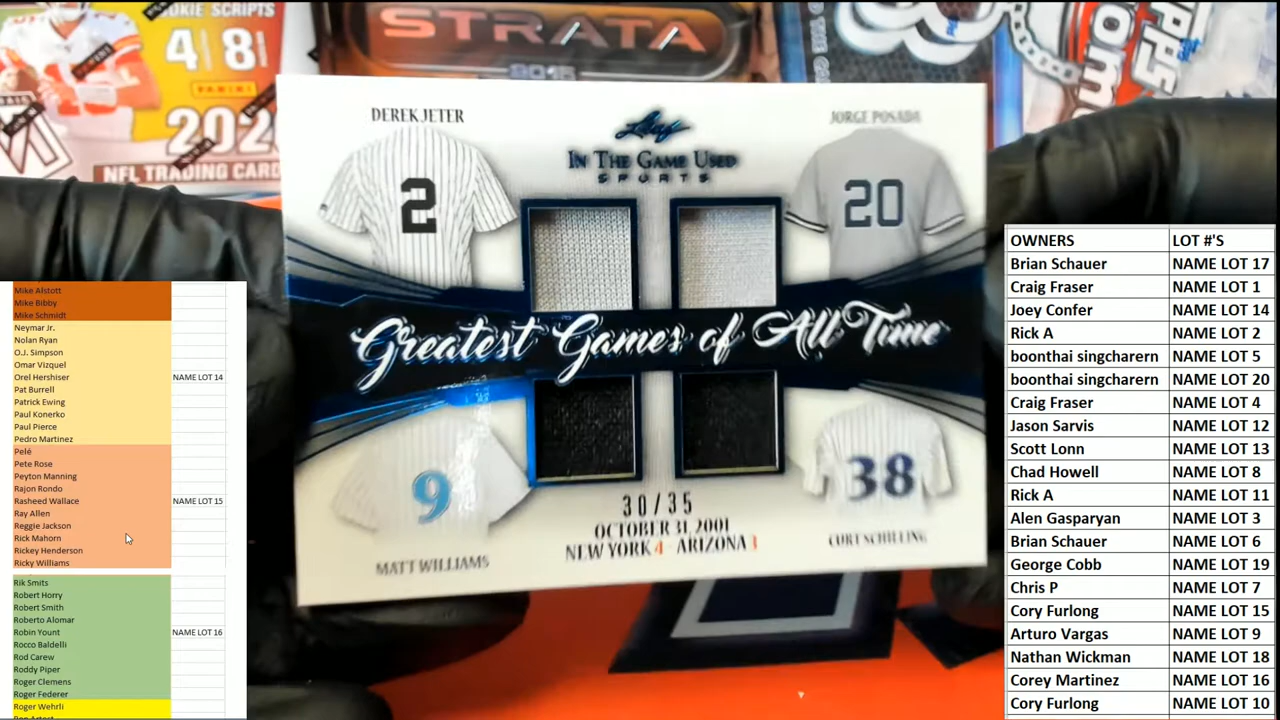 ROOKIE SCRIPTS
4 8
PANINI
202
NFL TRADING CARD
STRATA
2015
DEREK JETER
JORGE POSADA
Leaf
IN THE GAME USED
SPORTS
2
20
Greatest Games of All Time
9
38
30/35
OCTOBER 31, 2001
NEW YORK 4 ARIZONA 3
MATT WILLIAMS
CURT SCHILLING
Mike Alstott
Mike Bibby
Mike Schmidt
Neymar Jr.
Nolan Ryan
O.J. Simpson
Omar Vizquel
Orel Hershiser NAME LOT 14
Pat Burrell
Patrick Ewing
Paul Konerko
Paul Pierce
Pedro Martinez
Pelé
Pete Rose
Peyton Manning
Rajon Rondo
Rasheed Wallace NAME LOT 15
Ray Allen
Reggie Jackson
Rick Mahorn
Rickey Henderson
Ricky Williams
Rik Smits
Robert Horry
Robert Smith
Roberto Alomar
Robin Yount NAME LOT 16
Rocco Baldelli
Rod Carew
Roddy Piper
Roger Clemens
Roger Federer
Roger Wehrli
OWNERS LOT #'S
Brian Schauer NAME LOT 17
Craig Fraser NAME LOT 1
Joey Confer NAME LOT 14
Rick A NAME LOT 2
boonthai singcharern NAME LOT 5
boonthai singcharern NAME LOT 20
Craig Fraser NAME LOT 4
Jason Sarvis NAME LOT 12
Scott Lonn NAME LOT 13
Chad Howell NAME LOT 8
Rick A NAME LOT 11
Alen Gasparyan NAME LOT 3
Brian Schauer NAME LOT 6
George Cobb NAME LOT 19
Chris P NAME LOT 7
Cory Furlong NAME LOT 15
Arturo Vargas NAME LOT 9
Nathan Wickman NAME LOT 18
Corey Martinez NAME LOT 16
Cory Furlong NAME LOT 10